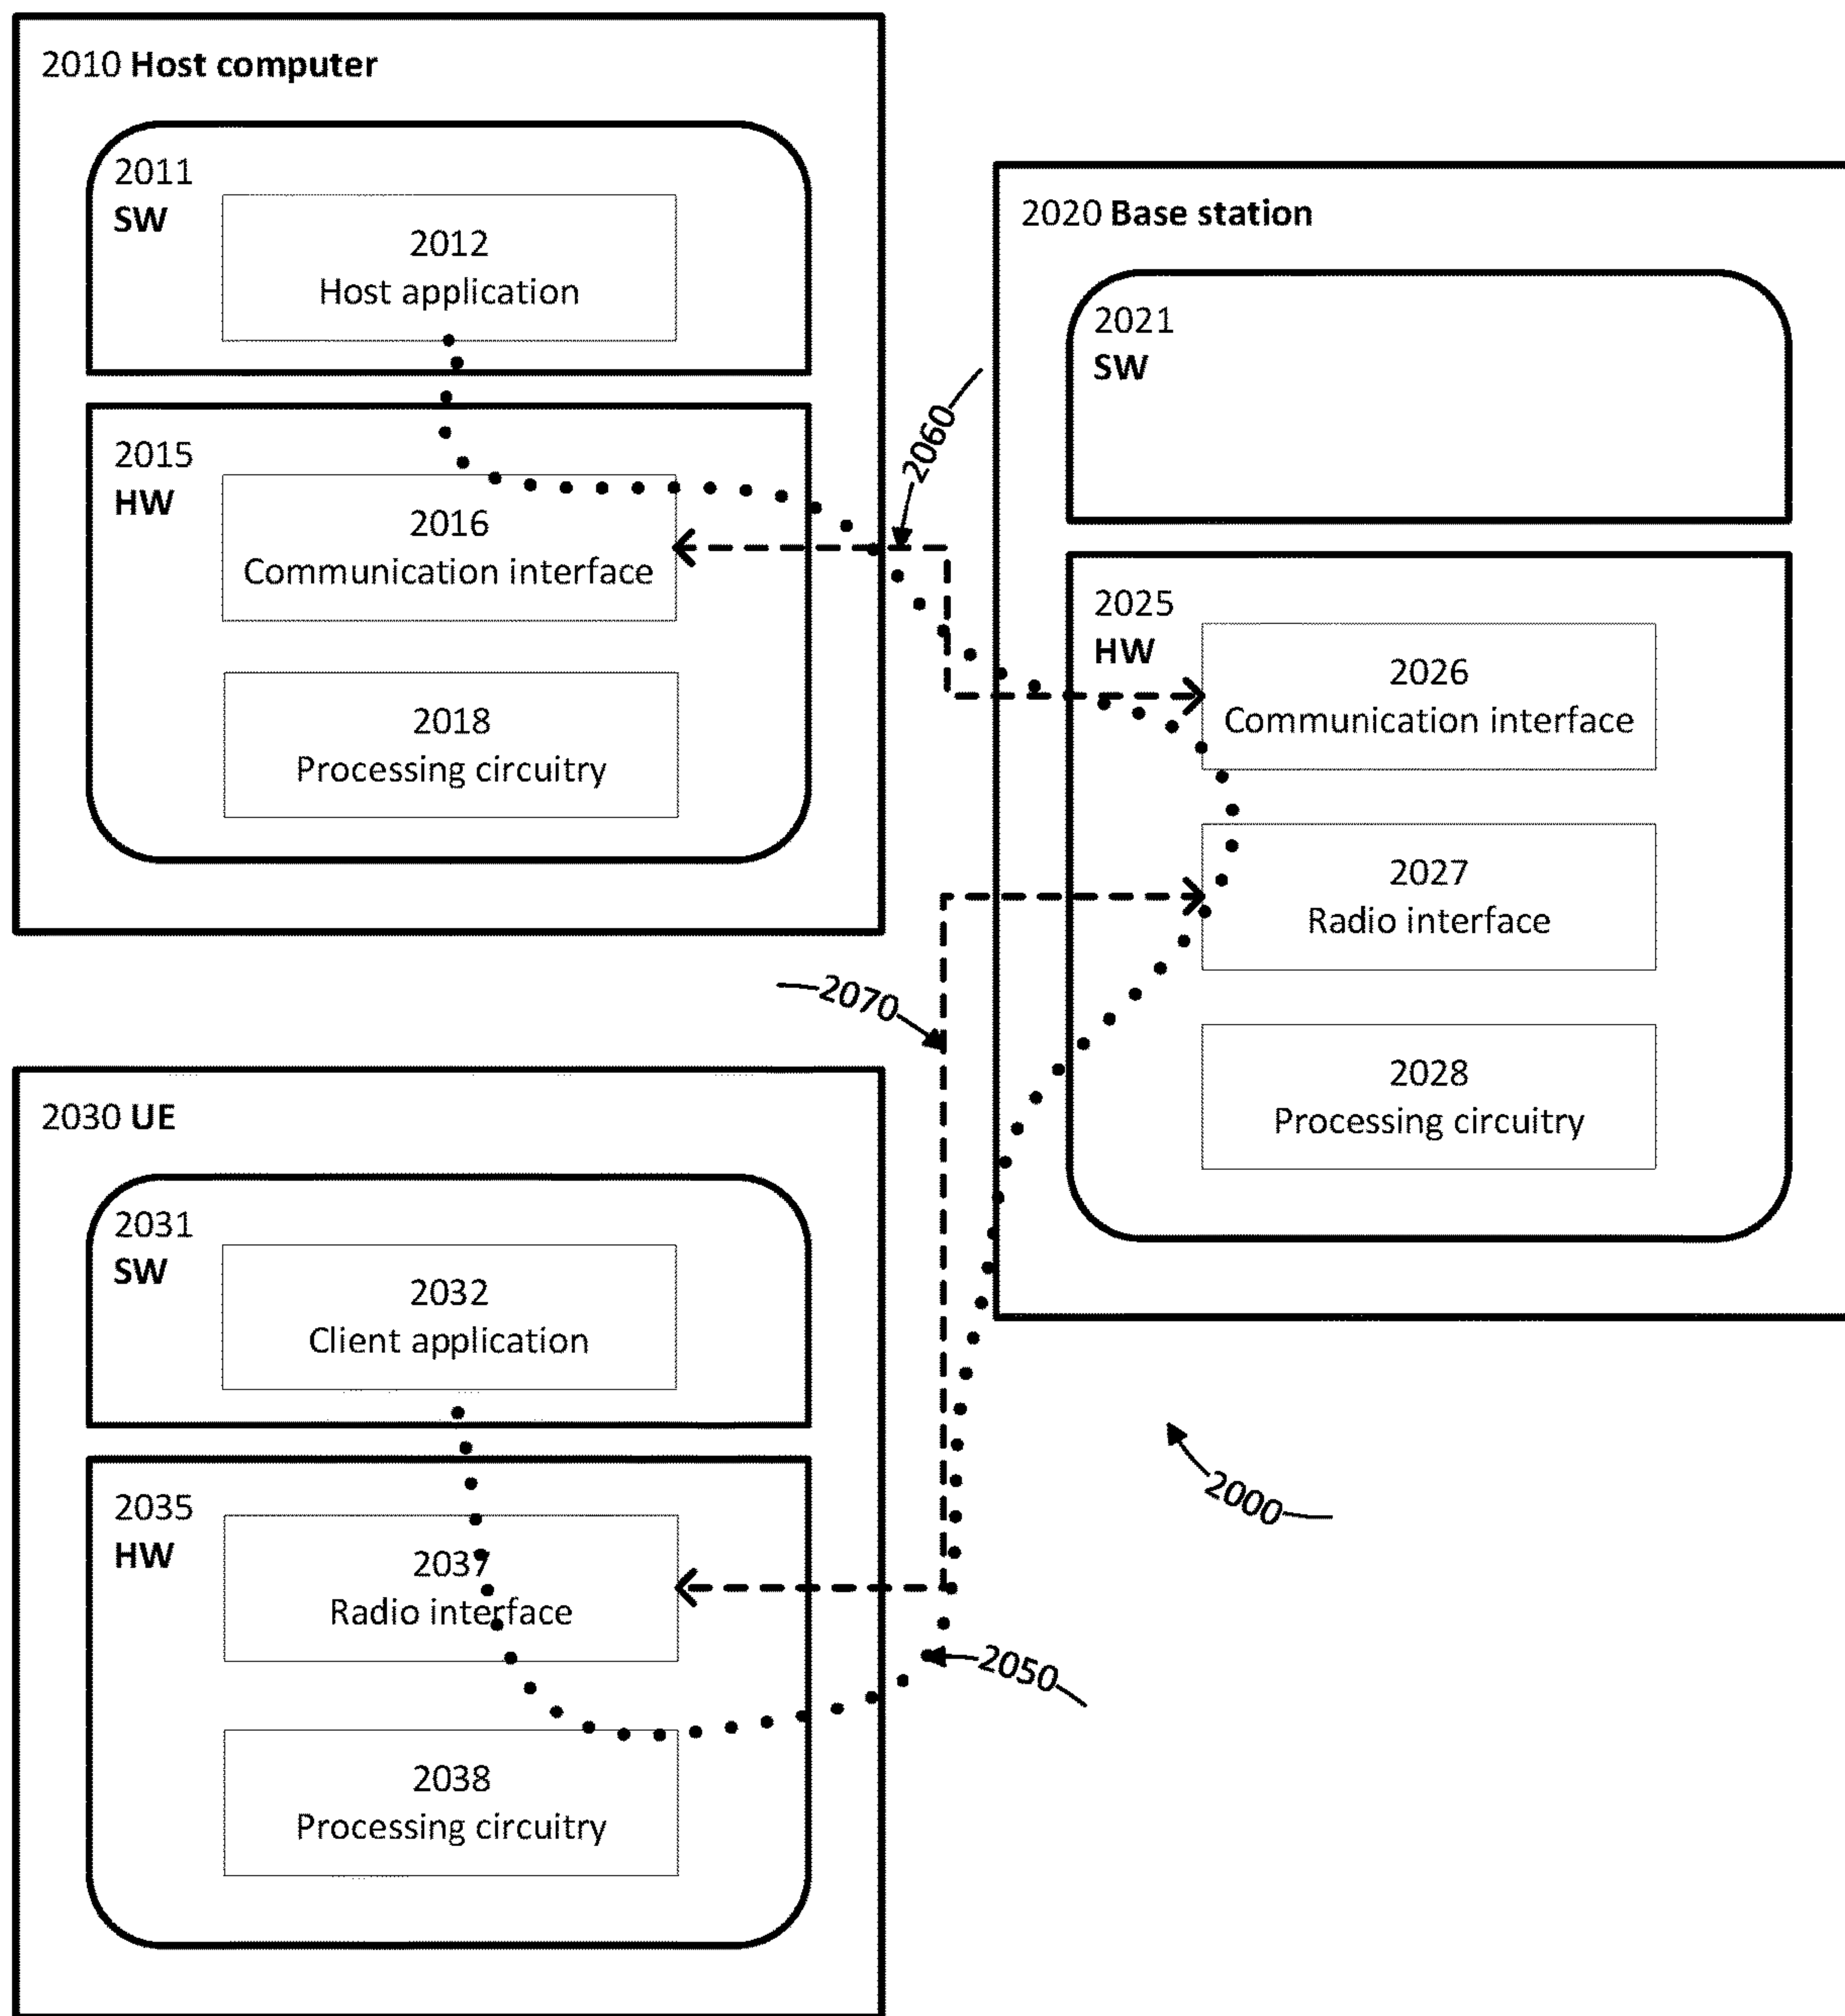 2010 Host computer
2011
SW
2012
Host application
2015
HW
2016
Communication interface
2018
Processing circuitry
2060
2020 Base station
2021
SW
2025
HW
2026
Communication interface
2027
Radio interface
2028
Processing circuitry
2070
2030 UE
2031
SW
2032
Client application
2035
HW
2037
Radio interface
2038
Processing circuitry
2000
2050